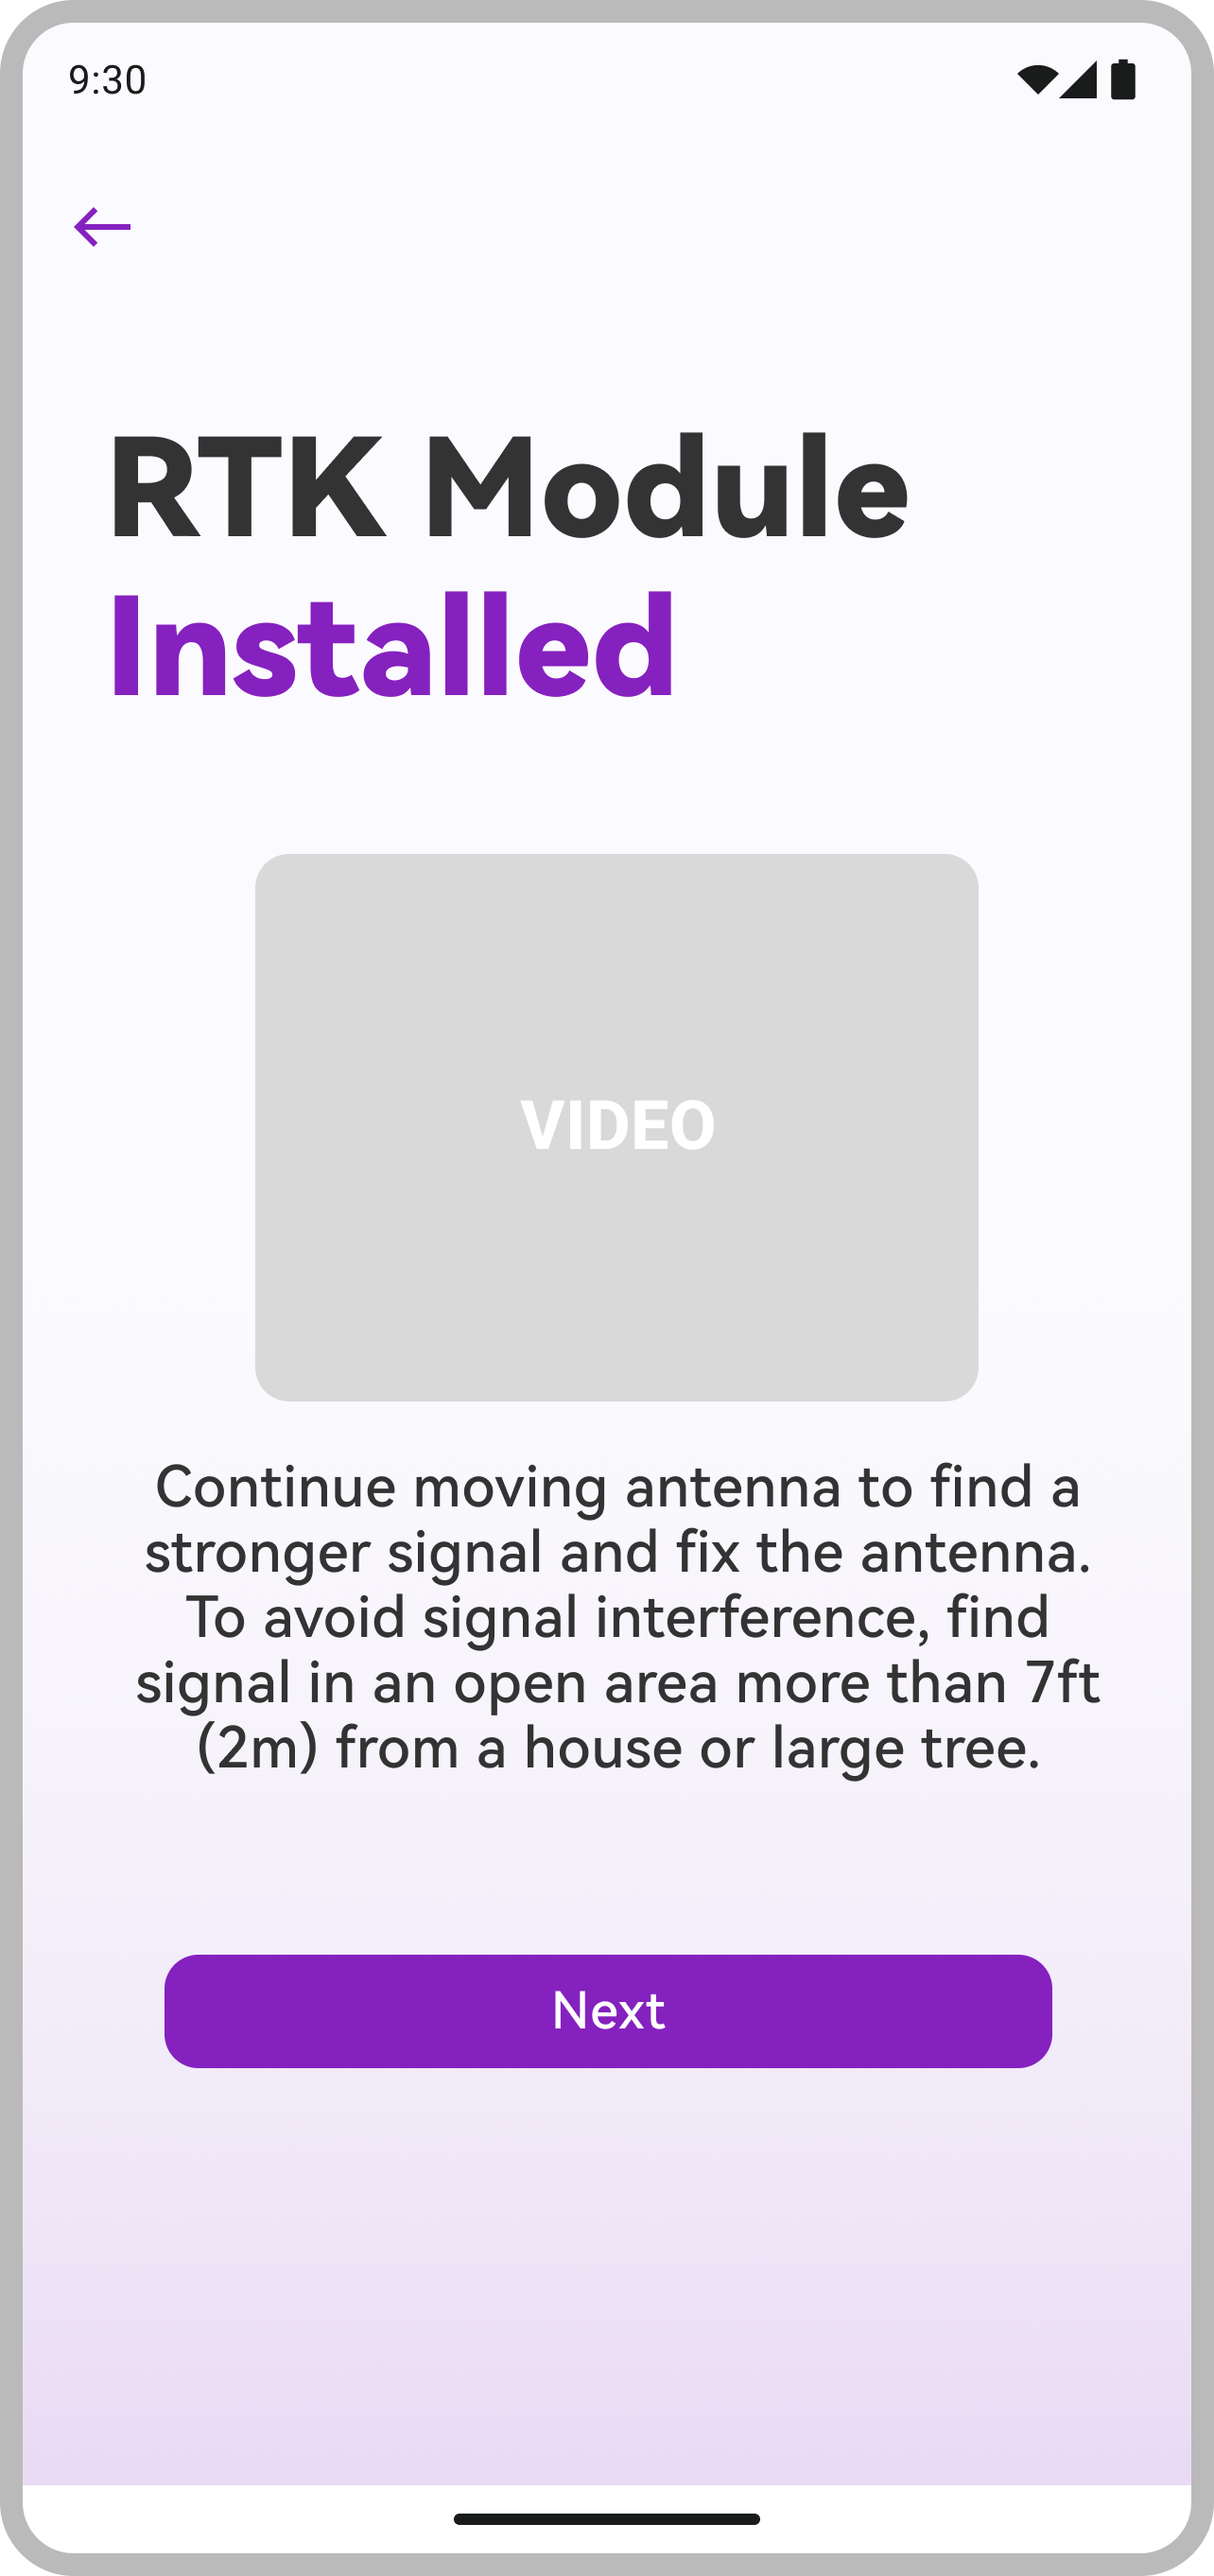 9:30
RTK Module
Installed
VIDEO
Continue moving antenna to find a
stronger signal and fix the antenna.
To avoid signal interference, find
signal in an open area more than 7ft
(2m) from a house or large tree.
Next